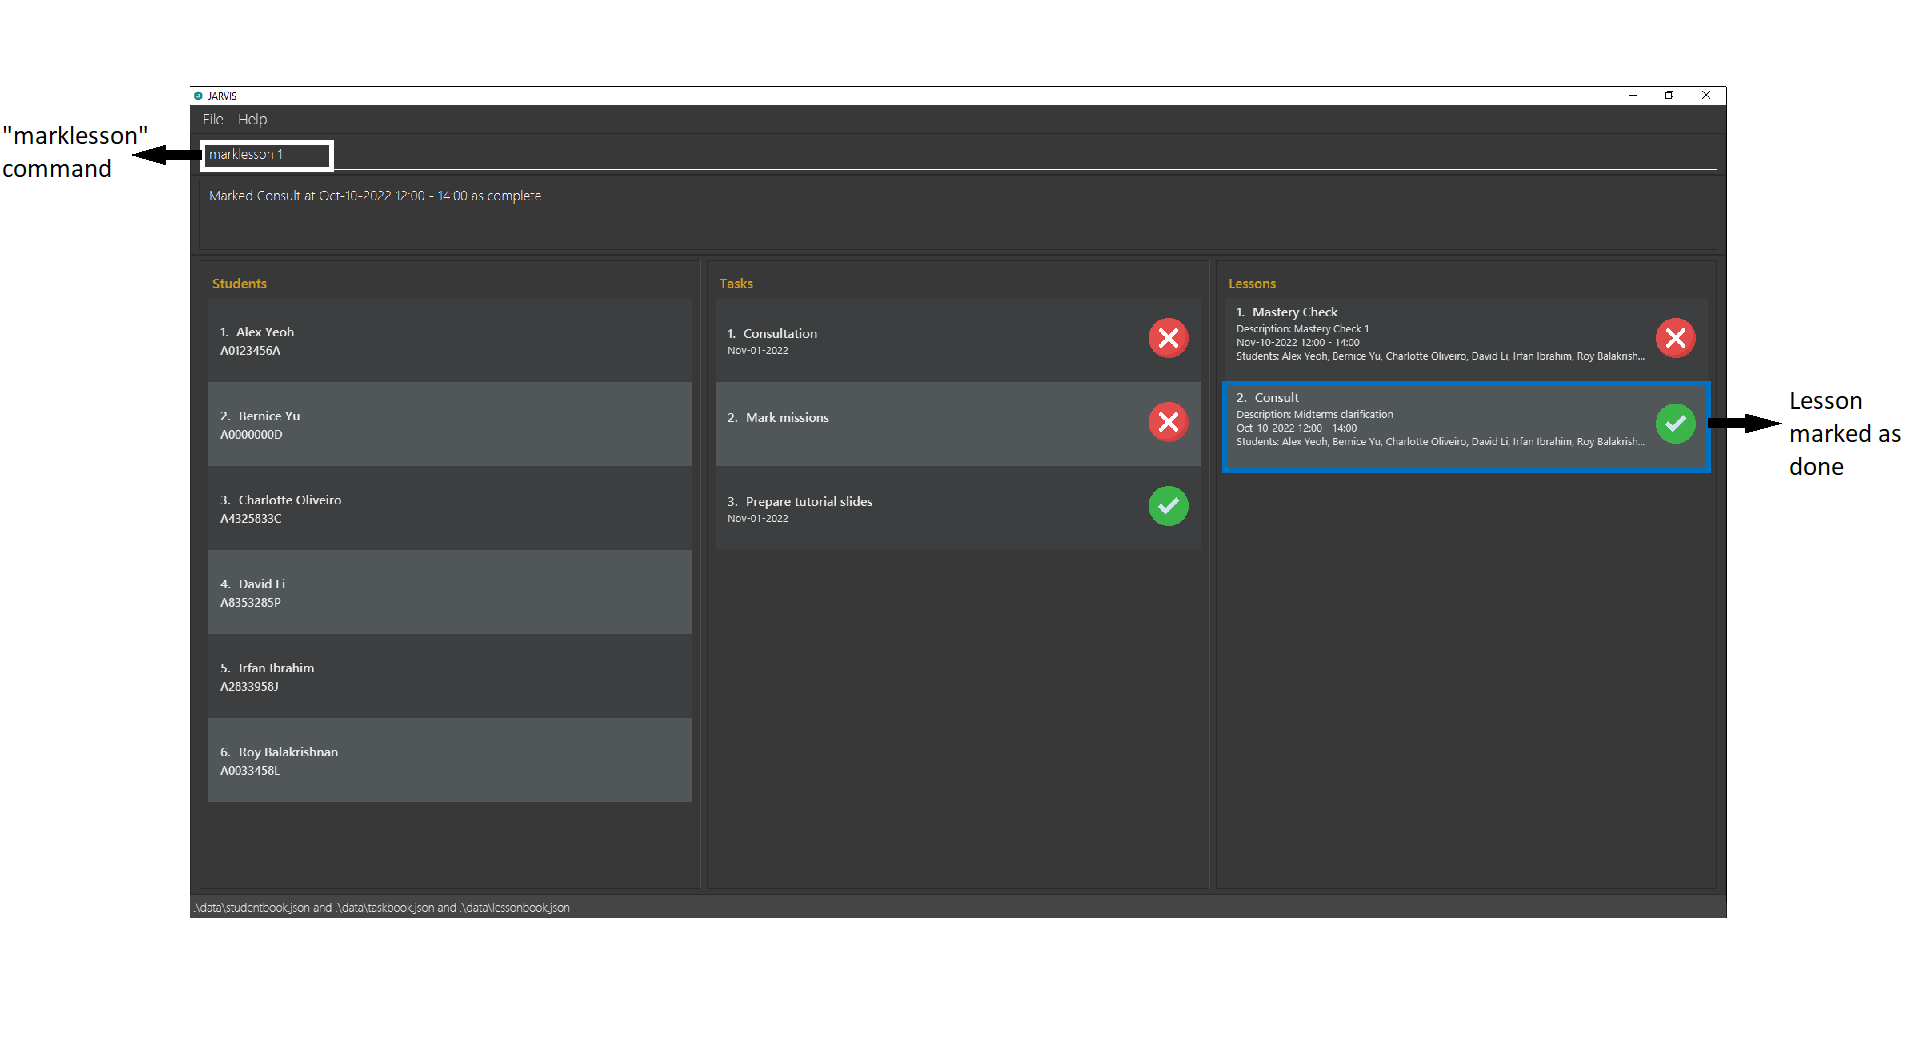 JARVIS
File Help
"marklesson"
command
marklesson 1
Marked Consult at Oct-10-2022 12:00 - 14:00 as complete
Students
1. Alex Yeoh
A0123456A
2. Bernice Yu
A0000000D
3. Charlotte Oliveiro
A4325833C
4. David Li
A8353285P
5. Irfan Ibrahim
A2833958J
6. Roy Balakrishnan
A0033458L
Tasks
1. Consultation
Nov-01-2022
2. Mark missions
3. Prepare tutorial slides
Nov-01-2022
Lessons
1. Mastery Check
Description: Mastery Check 1
Nov-10-2022 12:00 - 14:00
Students: Alex Yeoh, Bernice Yu, Charlotte Oliveiro, David Li, Irfan Ibrahim, Roy Balakrish...
2. Consult
Description: Midterms clarification
Oct-10-2022 12:00 - 14:00
Students: Alex Yeoh, Bernice Yu, Charlotte Oliveiro, David Li, Irfan Ibrahim, Roy Balakrish...
Lesson
marked as
done
.\data\studentbook.json and .\data\taskbook.json and .\data\lessonbook.json